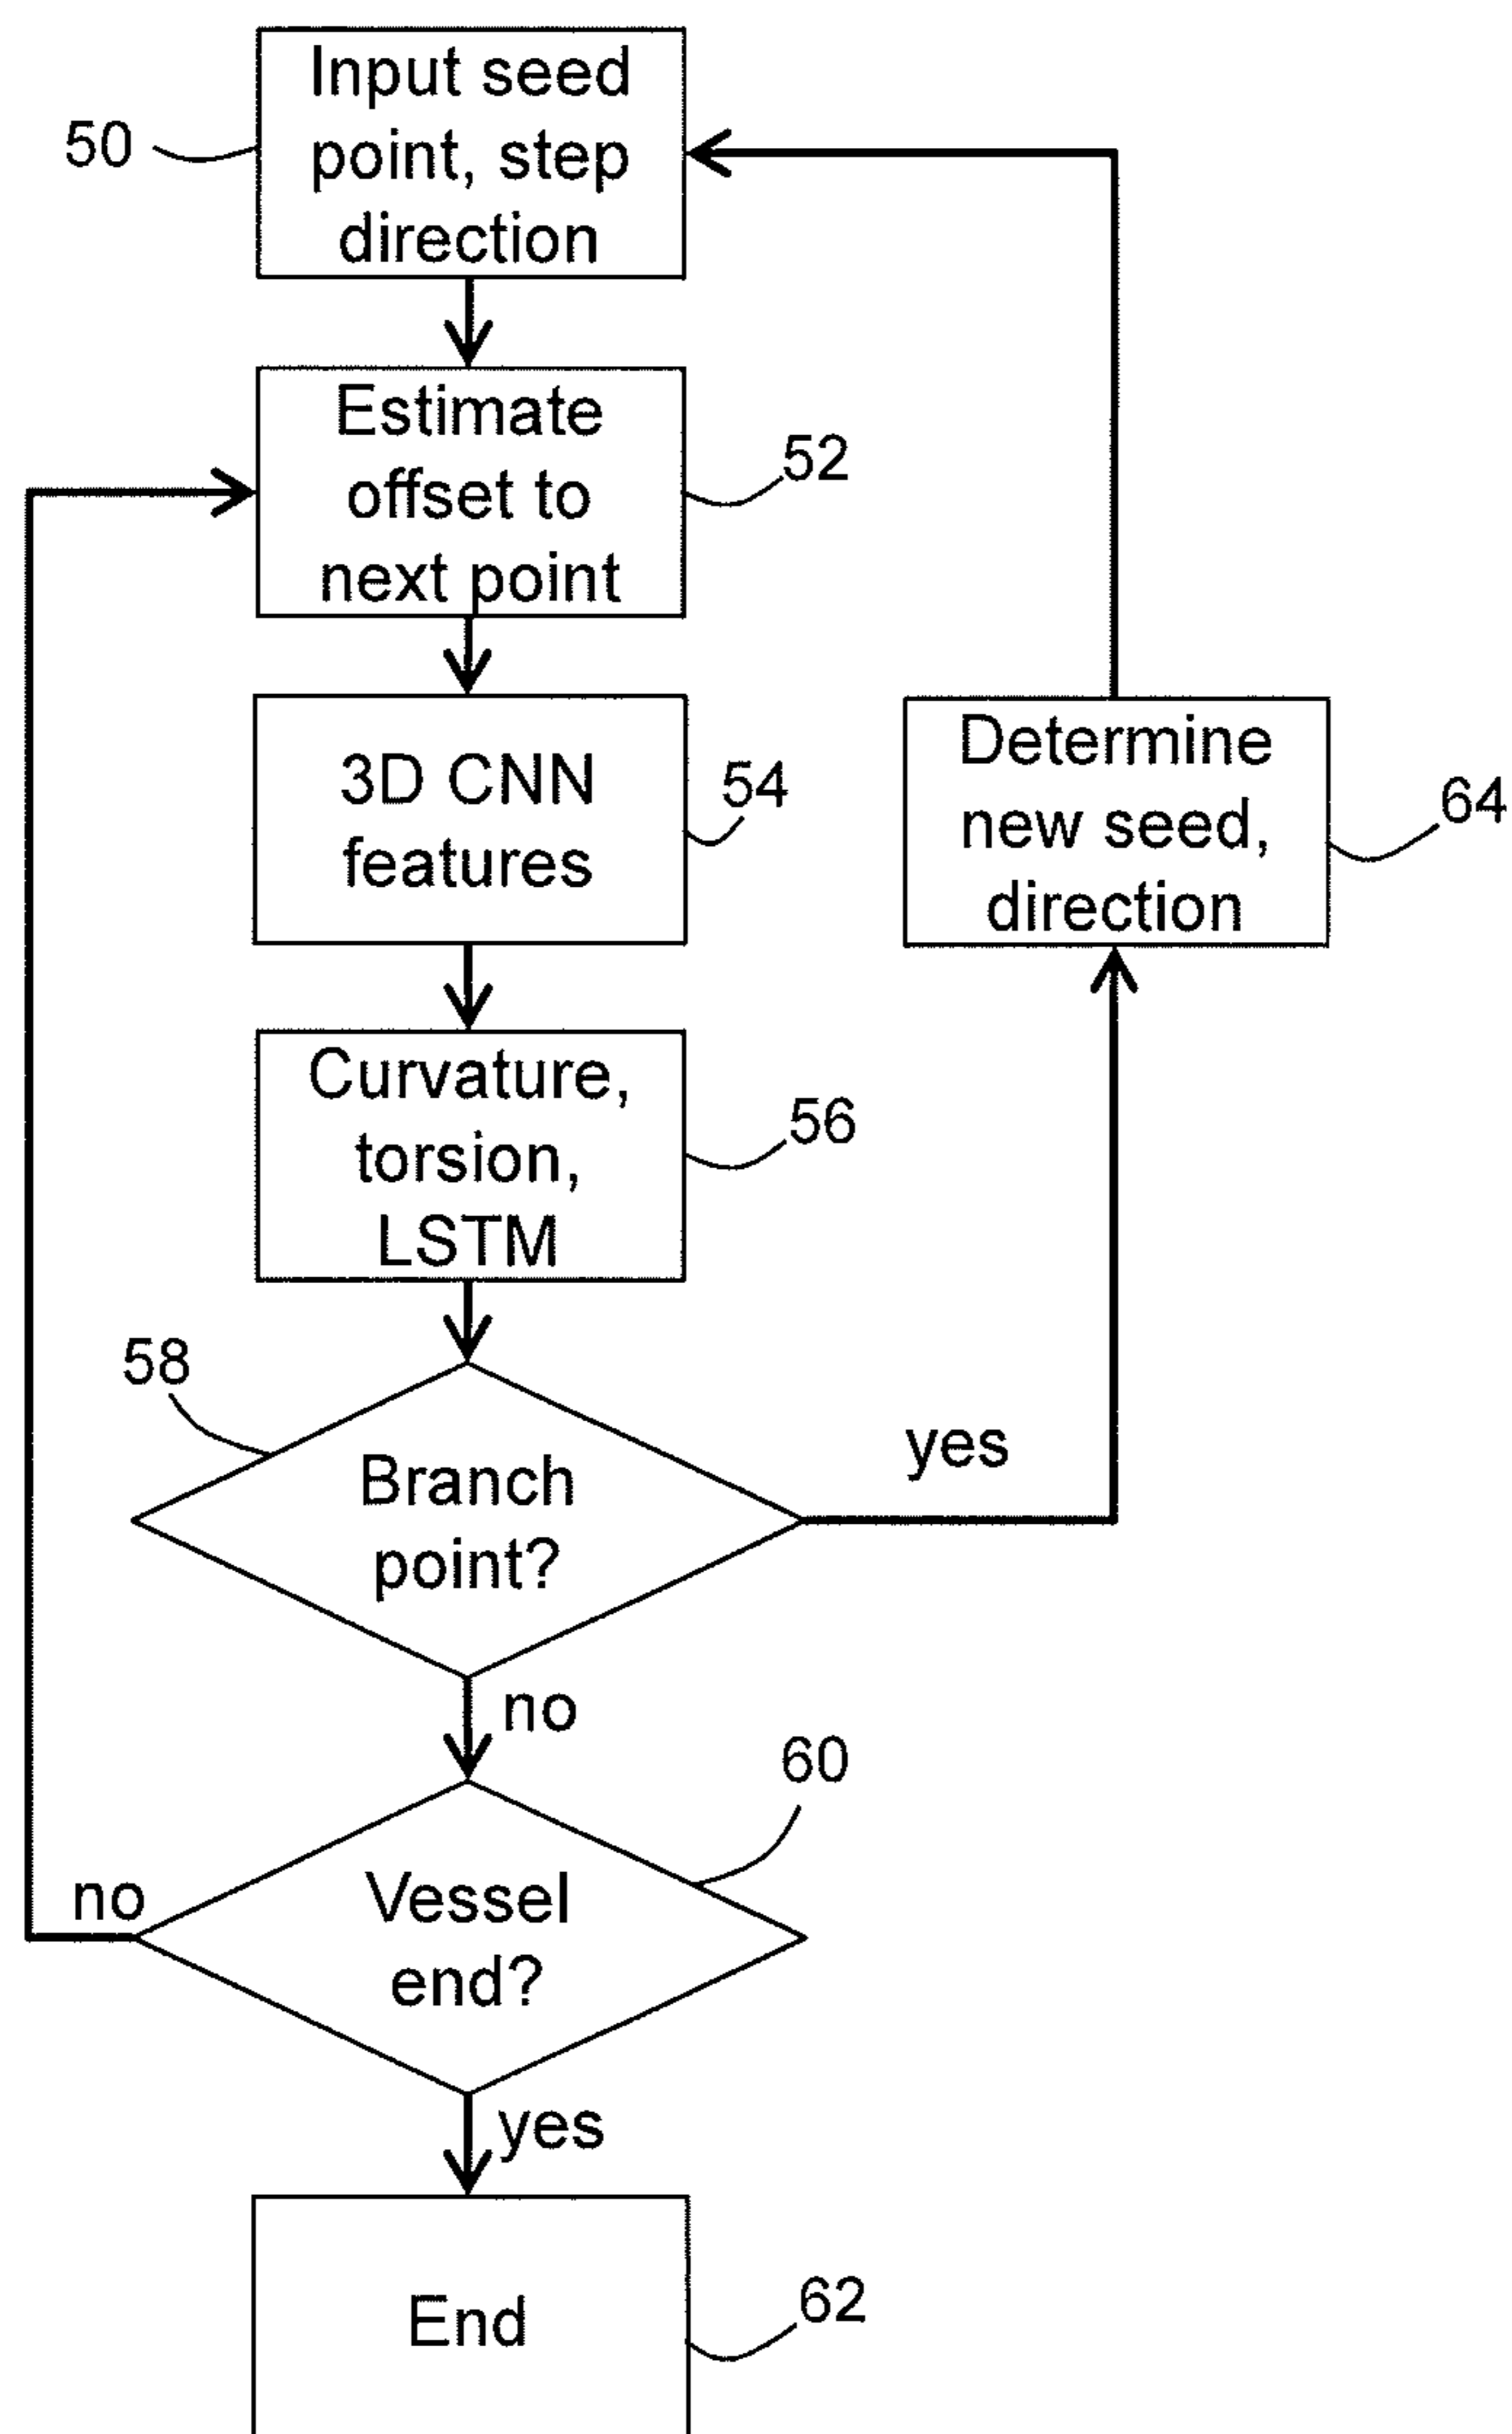 Input seed
point, step
direction
50
Estimate
offset to
next point
52
3D CNN
features
54
Determine
new seed,
direction
64
Curvature,
torsion,
LSTM
56
58
Branch
point?
yes
no
60
Vessel
end?
no
yes
End
62